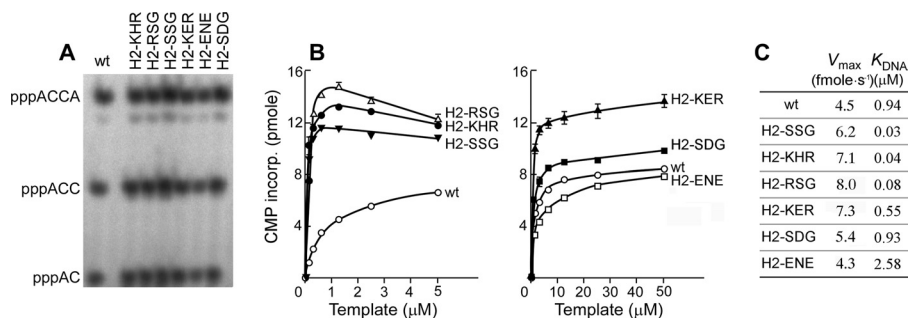 A
wt
H2-KHR
H2-RSG
H2-SSG
H2-KER
H2-ENE
H2-SDG
pppACCA
pppACC
pppAC
B
CMP incorp. (pmole)
16
12
8
4
0
H2-RSG
H2-KHR
H2-SSG
wt
0 1 2 3 4 5
Template (µM)
16
12
8
4
H2-KER
H2-SDG
wt
H2-ENE
0 10 20 30 40 50
Template (µM)
C
Vmax KDNA
(fmole·s⁻¹)(µM)
wt 4.5 0.94
H2-SSG 6.2 0.03
H2-KHR 7.1 0.04
H2-RSG 8.0 0.08
H2-KER 7.3 0.55
H2-SDG 5.4 0.93
H2-ENE 4.3 2.58